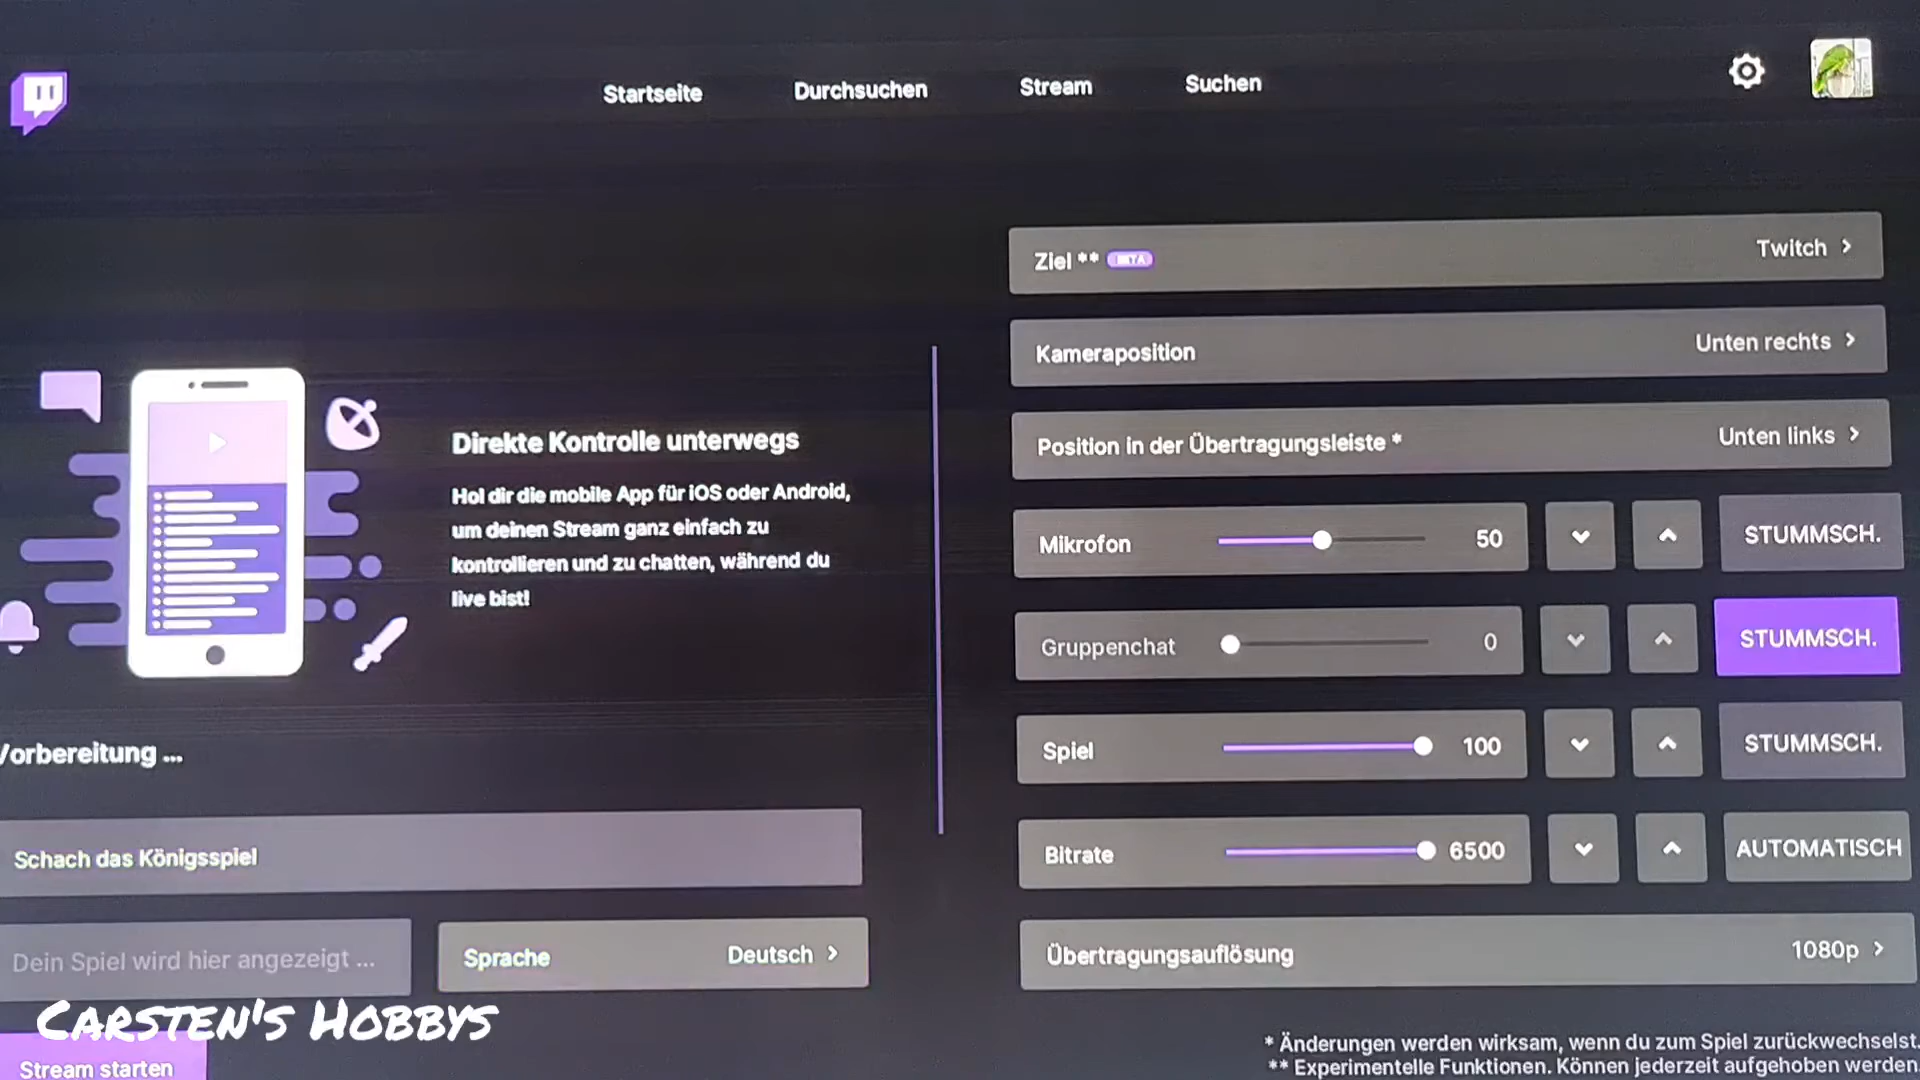 Startseite
Durchsuchen
Stream
Suchen
Ziel ** BETA
Twitch >
Kameraposition
Unten rechts >
Position in der Übertragungsleiste *
Unten links >
Direkte Kontrolle unterwegs
Hol dir die mobile App für iOS oder Android,
um deinen Stream ganz einfach zu
kontrollieren und zu chatten, während du
live bist!
Mikrofon
50
STUMMSCH.
Gruppenchat
0
STUMMSCH.
Spiel
100
STUMMSCH.
Bitrate
6500
AUTOMATISCH
Übertragungsauflösung
1080p >
Vorbereitung ...
Schach das Königsspiel
Dein Spiel wird hier angezeigt ...
Sprache
Deutsch >
CARSTEN'S HOBBYS
Stream starten
* Änderungen werden wirksam, wenn du zum Spiel zurückwechselst.
** Experimentelle Funktionen. Können jederzeit aufgehoben werden